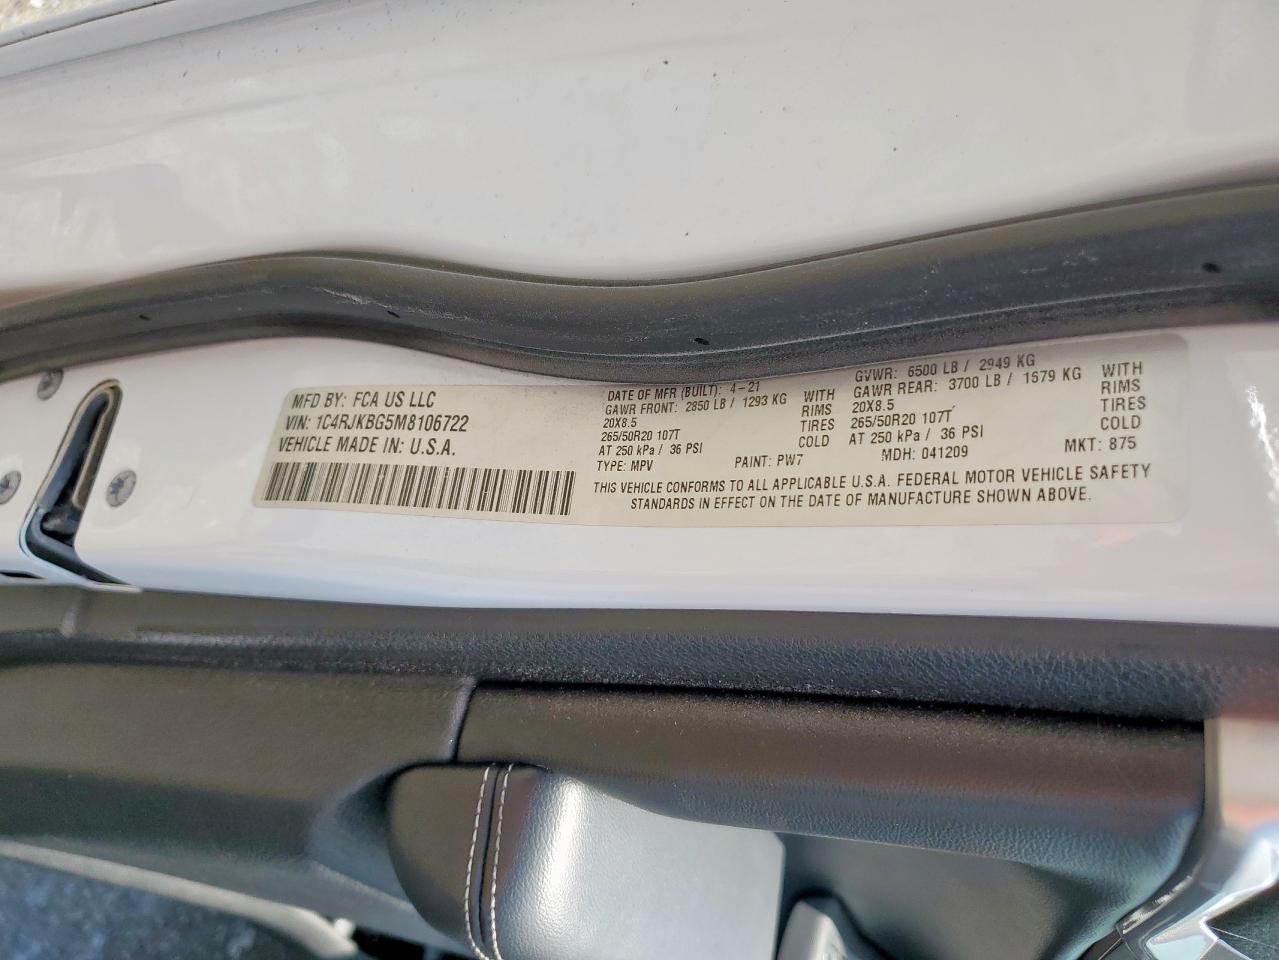 MFD BY: FCA US LLC
VIN: 1C4RJKBG5M8106722
VEHICLE MADE IN: U.S.A.
DATE OF MFR (BUILT): 4-21
GAWR FRONT: 2850 LB / 1293 KG WITH
20X8.5 RIMS
265/50R20 107T TIRES
AT 250 kPa / 36 PSI COLD
TYPE: MPV PAINT: PW7
GVWR: 6500 LB / 2949 KG
GAWR REAR: 3700 LB / 1679 KG WITH
20X8.5 RIMS
265/50R20 107T TIRES
AT 250 kPa / 36 PSI COLD
MDH: 041209 MKT: 875
THIS VEHICLE CONFORMS TO ALL APPLICABLE U.S.A. FEDERAL MOTOR VEHICLE SAFETY
STANDARDS IN EFFECT ON THE DATE OF MANUFACTURE SHOWN ABOVE.